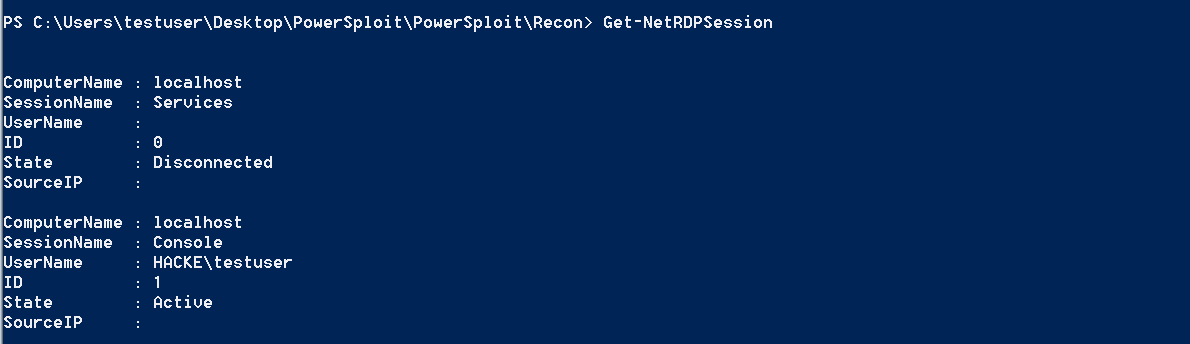 PS C:\Users\testuser\Desktop\PowerSploit\PowerSploit\Recon> Get-NetRDPSession
ComputerName : localhost
SessionName : Services
UserName :
ID : 0
State : Disconnected
SourceIP :
ComputerName : localhost
SessionName : Console
UserName : HACKE\testuser
ID : 1
State : Active
SourceIP :